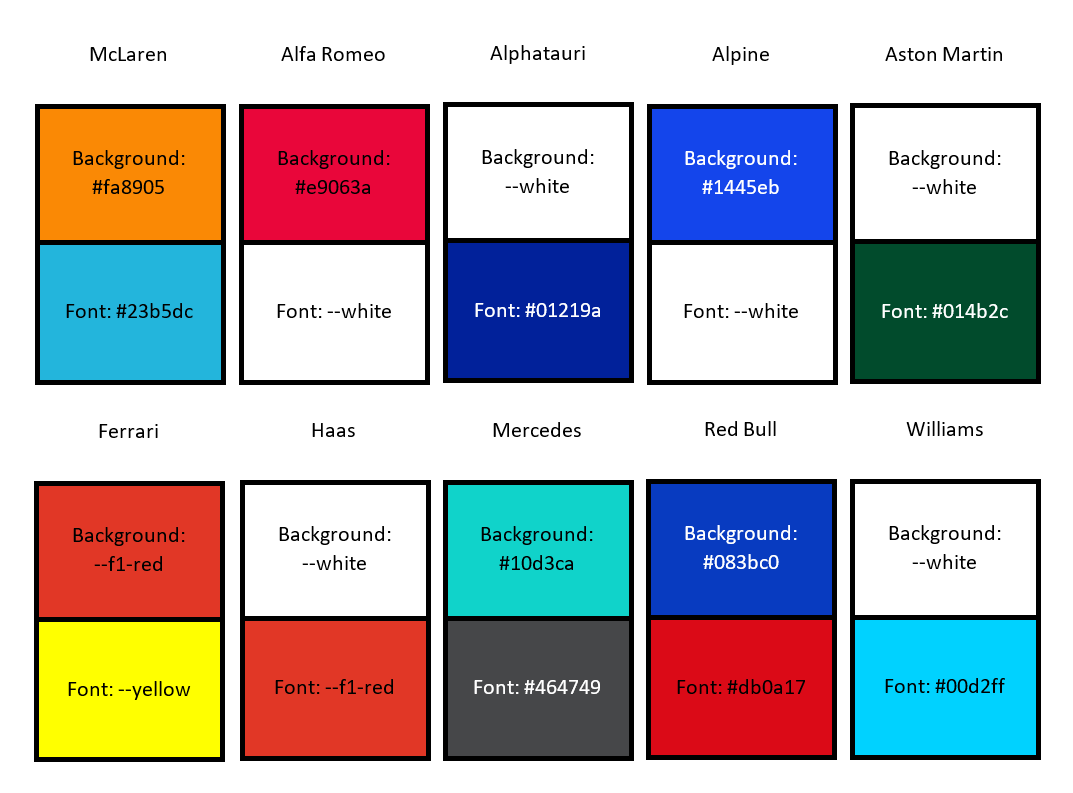 McLaren
Alfa Romeo
Alphatauri
Alpine
Aston Martin
Background:
#fa8905
Background:
#e9063a
Background:
--white
Background:
#1445eb
Background:
--white
Font: #23b5dc
Font: --white
Font: #01219a
Font: --white
Font: #014b2c
Ferrari
Haas
Mercedes
Red Bull
Williams
Background:
--f1-red
Background:
--white
Background:
#10d3ca
Background:
#083bc0
Background:
--white
Font: --yellow
Font: --f1-red
Font: #464749
Font: #db0a17
Font: #00d2ff